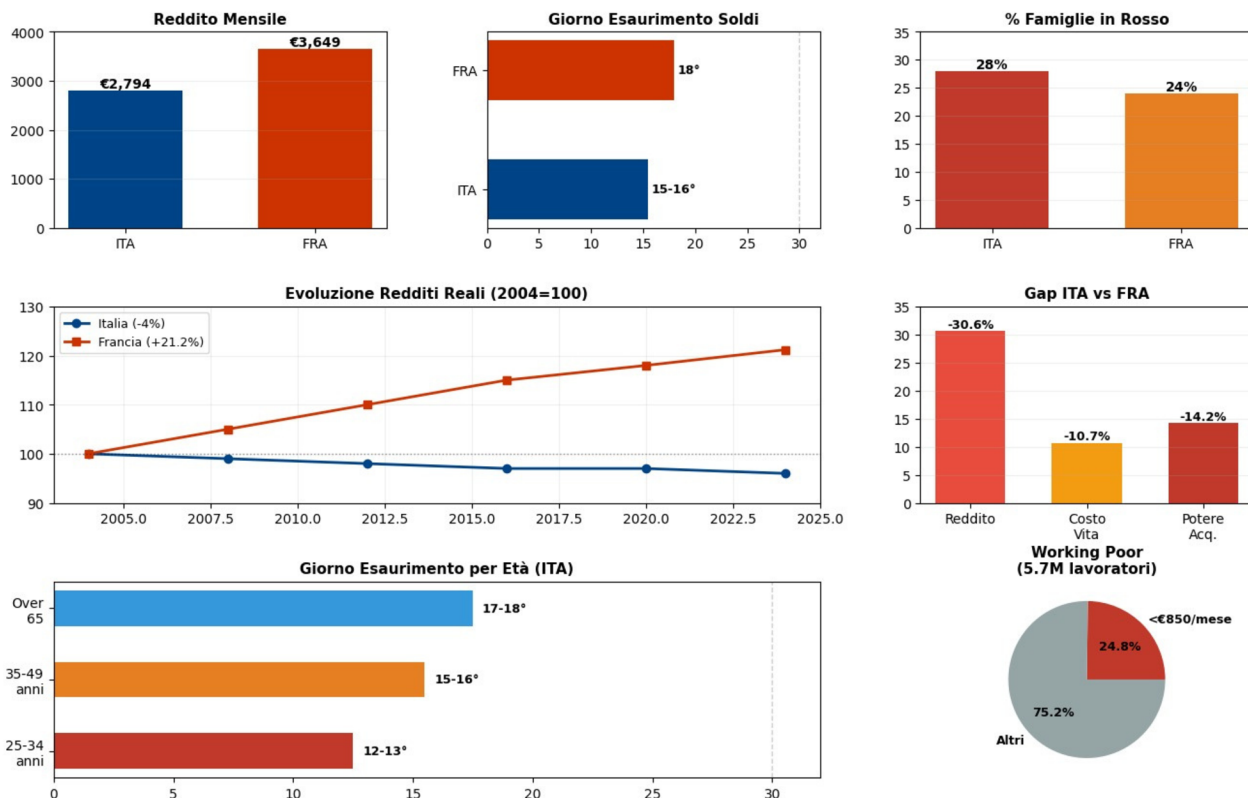 Reddito Mensile
4000
3000
2000
1000
0
€2,794
€3,649
ITA
FRA
Giorno Esaurimento Soldi
FRA
ITA
18°
15-16°
0 5 10 15 20 25 30
% Famiglie in Rosso
35
30
25
20
15
10
5
0
28%
24%
ITA
FRA
Evoluzione Redditi Reali (2004=100)
130
120
110
100
90
Italia (-4%)
Francia (+21.2%)
2005.0 2007.5 2010.0 2012.5 2015.0 2017.5 2020.0 2022.5 2025.0
Gap ITA vs FRA
35
30
25
20
15
10
5
0
-30.6%
-10.7%
-14.2%
Reddito
Costo
Vita
Potere
Acq.
Giorno Esaurimento per Età (ITA)
Over
65
35-49
anni
25-34
anni
17-18°
15-16°
12-13°
0 5 10 15 20 25 30
Working Poor
(5.7M lavoratori)
<€850/mese
24.8%
75.2%
Altri